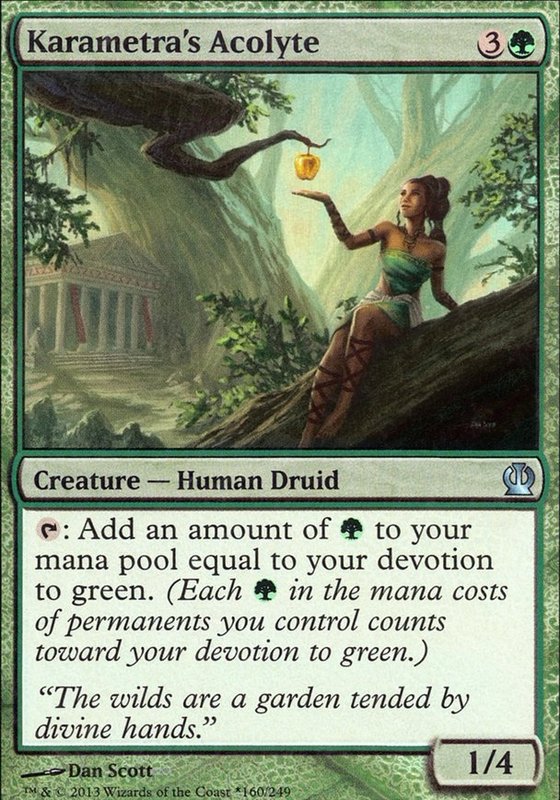 Karametra's Acolyte 3
Creature — Human Druid
: Add an amount of to your
mana pool equal to your devotion
to green. (Each in the mana costs
of permanents you control counts
toward your devotion to green.)
“The wilds are a garden tended by
divine hands.”
1/4
Dan Scott
™ & © 2013 Wizards of the Coast *160/249